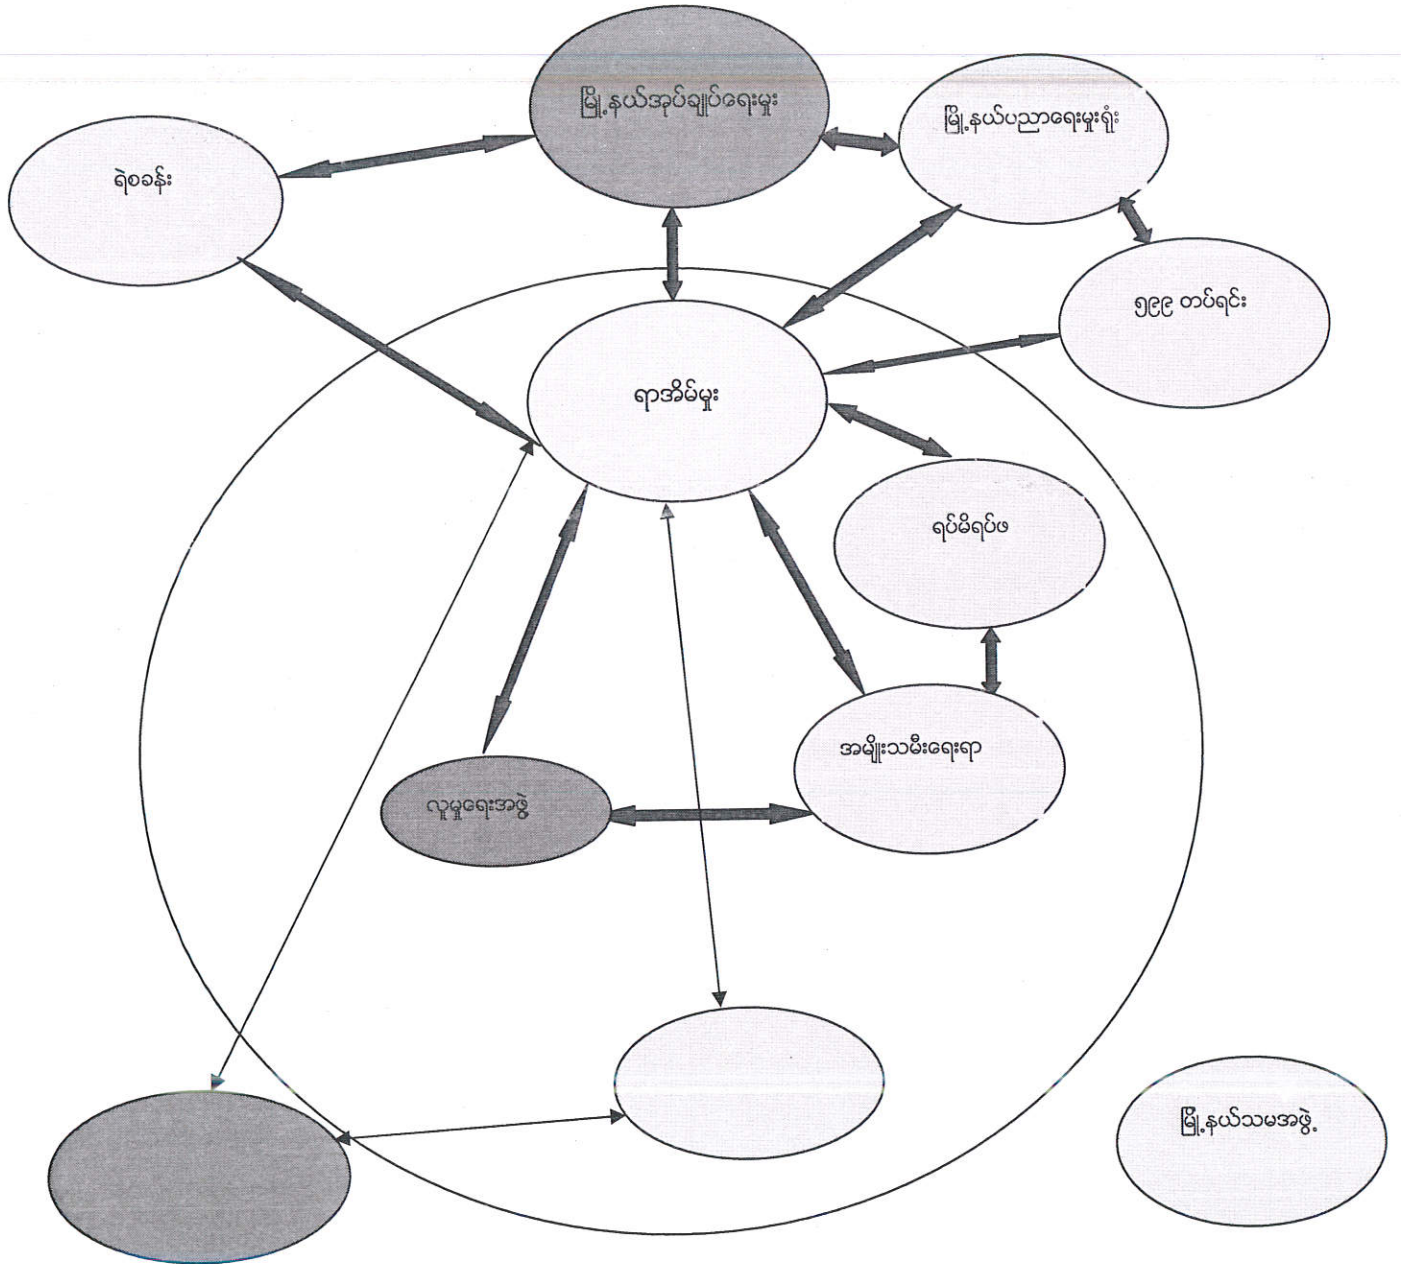 မြို့နယ်အုပ်ချုပ်ရေးမှုး
မြို့နယ်ပညာရေးမှုးရုံး
ရဲစခန်း
၅၉၉ တပ်ရင်း
ရာအိမ်မှုး
ရပ်မိရပ်ဖ
အမျိုးသမီးရေးရာ
လူမှုရေးအဖွဲ့
မြို့နယ်သမအဖွဲ့